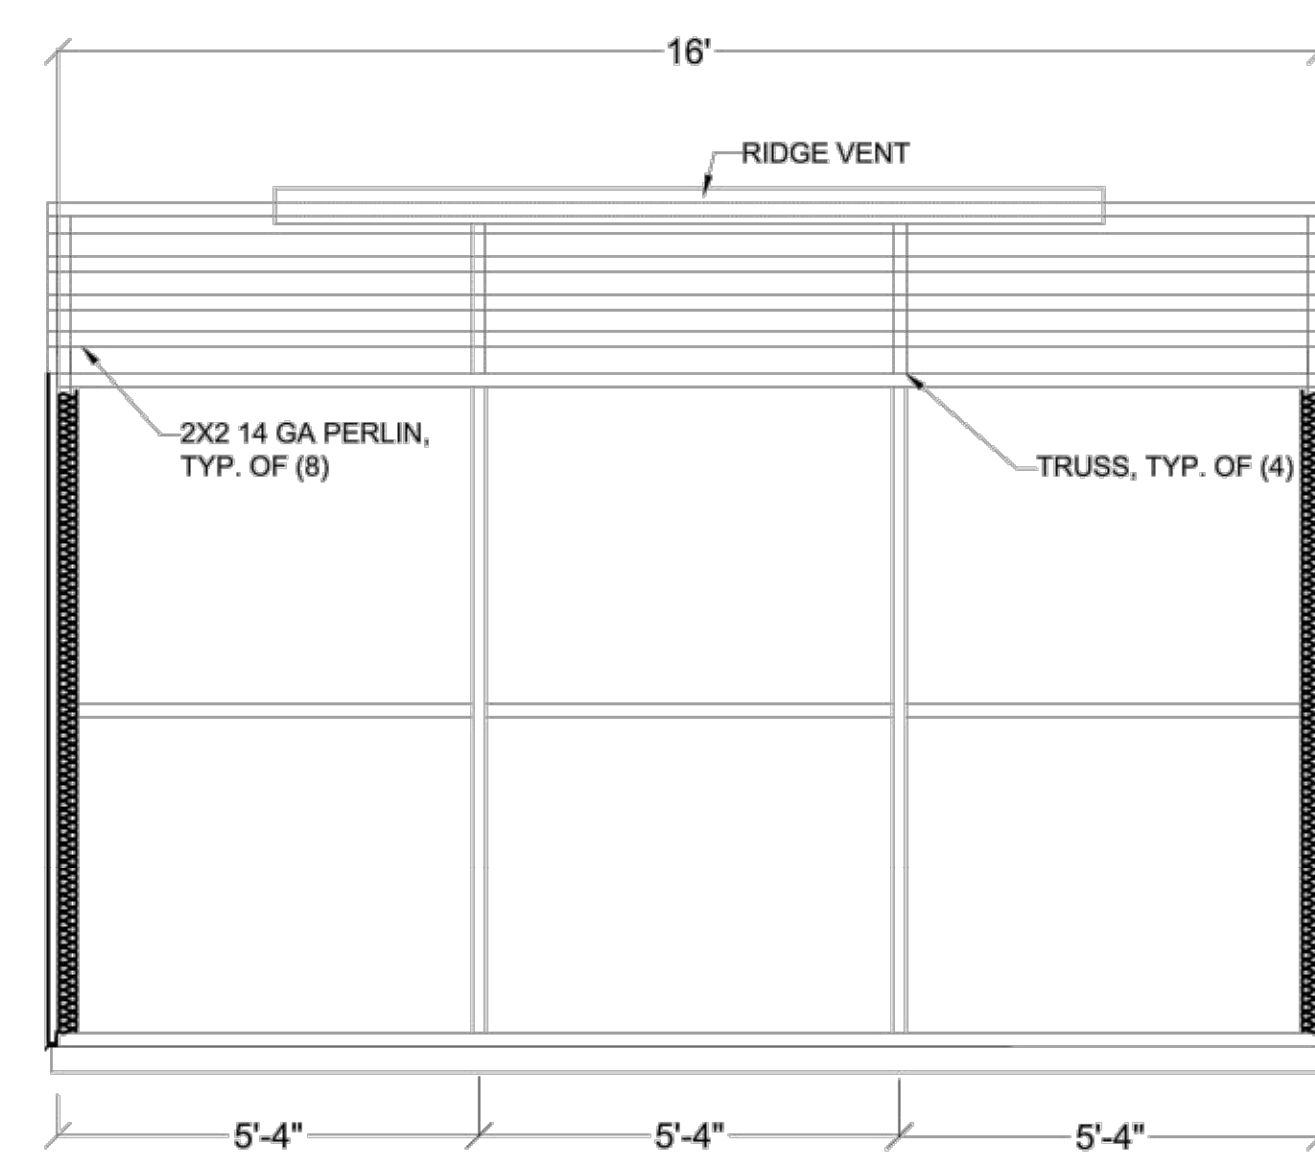 16'
RIDGE VENT
2X2 14 GA PERLIN,
TYP. OF (8)
TRUSS, TYP. OF (4)
5'-4"
5'-4"
5'-4"